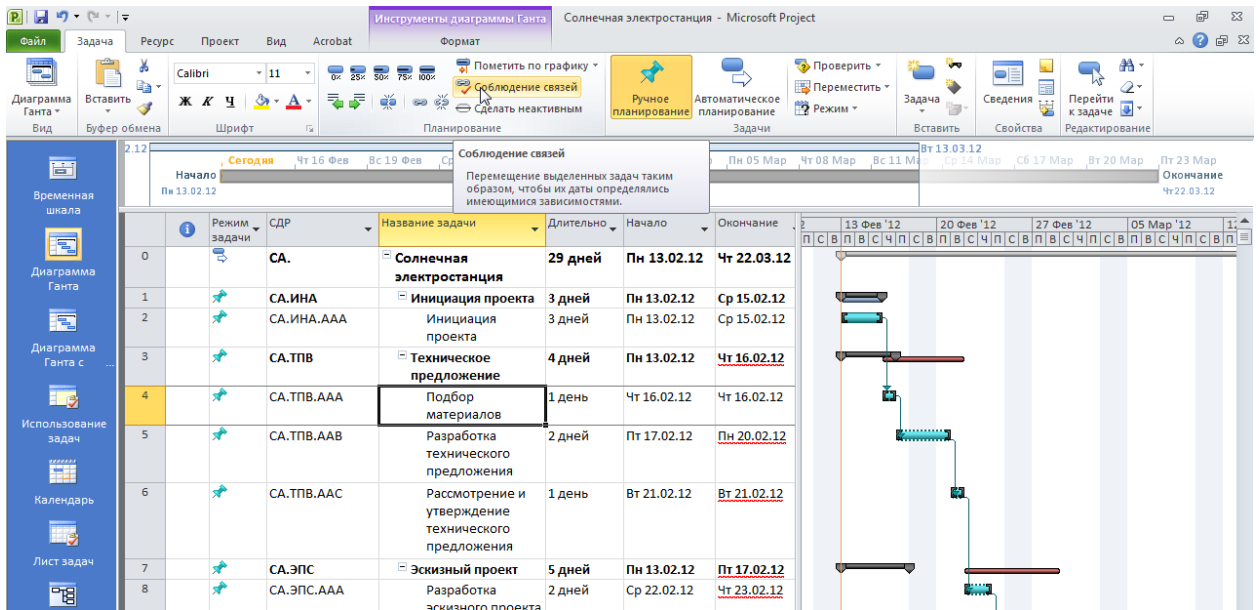 Инструменты диаграммы Ганта
Солнечная электростанция - Microsoft Project
Файл Задача Ресурс Проект Вид Acrobat Формат
Диаграмма Ганта
Вид
Вставить
Буфер обмена
Calibri 11
Ж К Ч А
Шрифт
0% 25% 50% 75% 100%
Пометить по графику
Соблюдение связей
Сделать неактивным
Планирование
Ручное планирование
Автоматическое планирование
Проверить
Переместить
Режим
Задачи
Задача
Вставить
Сведения
Свойства
Перейти к задаче
Редактирование
Соблюдение связей
Перемещение выделенных задач таким
образом, чтобы их даты определялись
имеющимися зависимостями.
2.12 Вт 13.03.12
Сегодня Чт 16 Фев Вс 19 Фев Ср Пн 05 Мар Чт 08 Мар Вс 11 Мар Ср 14 Мар Сб 17 Мар Вт 20 Мар Пт 23 Мар
Начало
Пн 13.02.12
Окончание
Чт 22.03.12
Временная шкала
Диаграмма Ганта
Диаграмма Ганта с ...
Использование задач
Календарь
Лист задач
Режим задачи СДР Название задачи Длительно Начало Окончание
13 Фев '12 20 Фев '12 27 Фев '12 05 Мар '12 12
П С В П В С Ч П С В П В С Ч П С В П В С Ч П С В П В С Ч П С В П
0 СА. Солнечная электростанция 29 дней Пн 13.02.12 Чт 22.03.12
1 СА.ИНА Инициация проекта 3 дней Пн 13.02.12 Ср 15.02.12
2 СА.ИНА.ААА Инициация проекта 3 дней Пн 13.02.12 Ср 15.02.12
3 СА.ТПВ Техническое предложение 4 дней Пн 13.02.12 Чт 16.02.12
4 СА.ТПВ.ААА Подбор материалов 1 день Чт 16.02.12 Чт 16.02.12
5 СА.ТПВ.ААВ Разработка технического предложения 2 дней Пт 17.02.12 Пн 20.02.12
6 СА.ТПВ.ААС Рассмотрение и утверждение технического предложения 1 день Вт 21.02.12 Вт 21.02.12
7 СА.ЭПС Эскизный проект 5 дней Пн 13.02.12 Пт 17.02.12
8 СА.ЭПС.ААА Разработка эскизного проекта 2 дней Ср 22.02.12 Чт 23.02.12